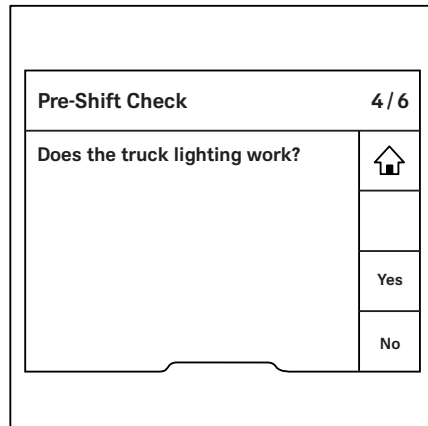 Pre-Shift Check 4/6
Does the truck lighting work?
Yes
No